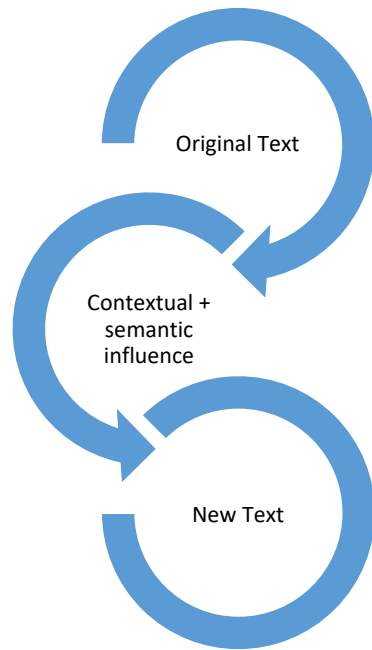 Original Text
Contextual +
semantic
influence
New Text